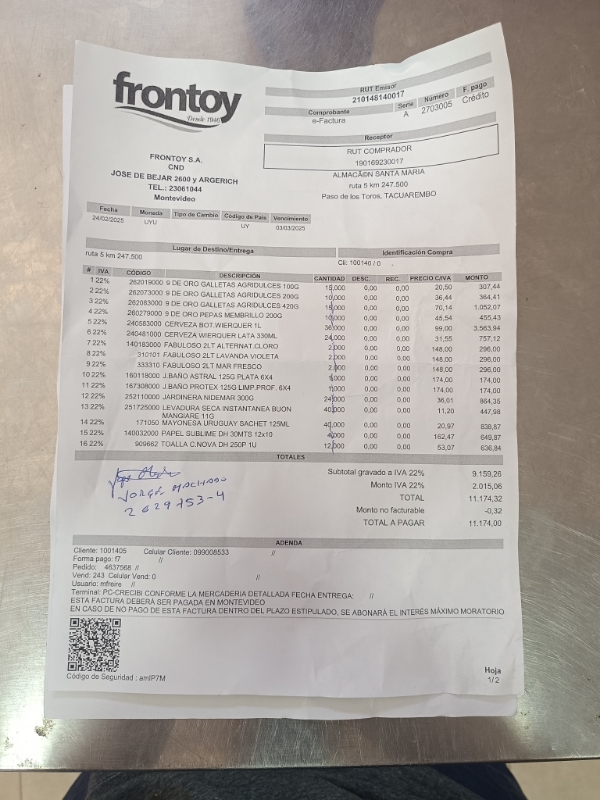 frontoy
Desde 1940
FRONTOY S.A.
CND
JOSE DE BEJAR 2600 y ARGERICH
TEL.: 23061044
Montevideo
RUT Emisor
210148140017
Comprobante Serie Número F. pago
e-Factura A 2703005 Crédito
Receptor
RUT COMPRADOR
190169230017
ALMACÃON SANTA MARIA
ruta 5 km 247.500
Paso de los Toros. TACUAREMBO
Fecha Moneda Tipo de Cambio Código de País Vencimiento
24/02/2025 UYU UY 03/03/2025
Lugar de Destino/Entrega Identificación Compra
ruta 5 km 247.500 Cli: 100140 / 0
# IVA CÓDIGO DESCRIPCIÓN CANTIDAD DESC. REC. PRECIO C/IVA MONTO
1 22% 262019000 9 DE ORO GALLETAS AGRIDULCES 100G 15,000 0,00 0,00 20,50 307,44
2 22% 262073000 9 DE ORO GALLETAS AGRIDULCES 200G 10,000 0,00 0,00 36,44 364,41
3 22% 262083000 9 DE ORO GALLETAS AGRIDULCES 420G 15,000 0,00 0,00 70,14 1.052,07
4 22% 260279000 9 DE ORO PEPAS MEMBRILLO 200G 10,000 0,00 0,00 45,54 455,43
5 22% 240583000 CERVEZA BOT.WIERQUER 1L 36,000 0,00 0,00 99,00 3.563,94
6 22% 240481000 CERVEZA WIERQUER LATA 330ML 24,000 0,00 0,00 31,55 757,12
7 22% 140183000 FABULOSO 2LT ALTERNAT.CLORO 2,000 0,00 0,00 148,00 296,00
8 22% 310101 FABULOSO 2LT LAVANDA VIOLETA 2,000 0,00 0,00 148,00 296,00
9 22% 333310 FABULOSO 2LT MAR FRESCO 2,000 0,00 0,00 148,00 296,00
10 22% 160118000 J.BAÑO ASTRAL 125G PLATA 6X4 1,000 0,00 0,00 174,00 174,00
11 22% 167308000 J.BAÑO PROTEX 125G LIMP.PROF. 6X4 1,000 0,00 0,00 174,00 174,00
12 22% 252110000 JARDINERA NIDEMAR 300G 24,000 0,00 0,00 36,01 864,35
13 22% 251725000 LEVADURA SECA INSTANTANEA BUON 40,000 0,00 0,00 11,20 447,98
MANGIARE 11G
14 22% 171050 MAYONESA URUGUAY SACHET 125ML 40,000 0,00 0,00 20,97 838,87
15 22% 140032000 PAPEL SUBLIME DH 30MTS 12x10 4,000 0,00 0,00 162,47 649,87
16 22% 909662 TOALLA C.NOVA DH 250P 1U 12,000 0,00 0,00 53,07 636,84
TOTALES
Subtotal gravado a IVA 22% 9.159,26
Monto IVA 22% 2.015,06
TOTAL 11.174,32
Monto no facturable -0,32
TOTAL A PAGAR 11.174,00
JORGE MACHADO
2629753-4
ADENDA
Cliente: 1001405 Celular Cliente: 099008533 //
Forma pago: f7 //
Pedido: 4637568 //
Vend: 243 Celular Vend: 0 //
Usuario: mfreire //
Terminal: PC-CRECIBI CONFORME LA MERCADERIA DETALLADA FECHA ENTREGA: //
ESTA FACTURA DEBERÁ SER PAGADA EN MONTEVIDEO
EN CASO DE NO PAGO DE ESTA FACTURA DENTRO DEL PLAZO ESTIPULADO, SE ABONARÁ EL INTERÉS MÁXIMO MORATORIO
Código de Seguridad : amIP7M
Hoja
1/2